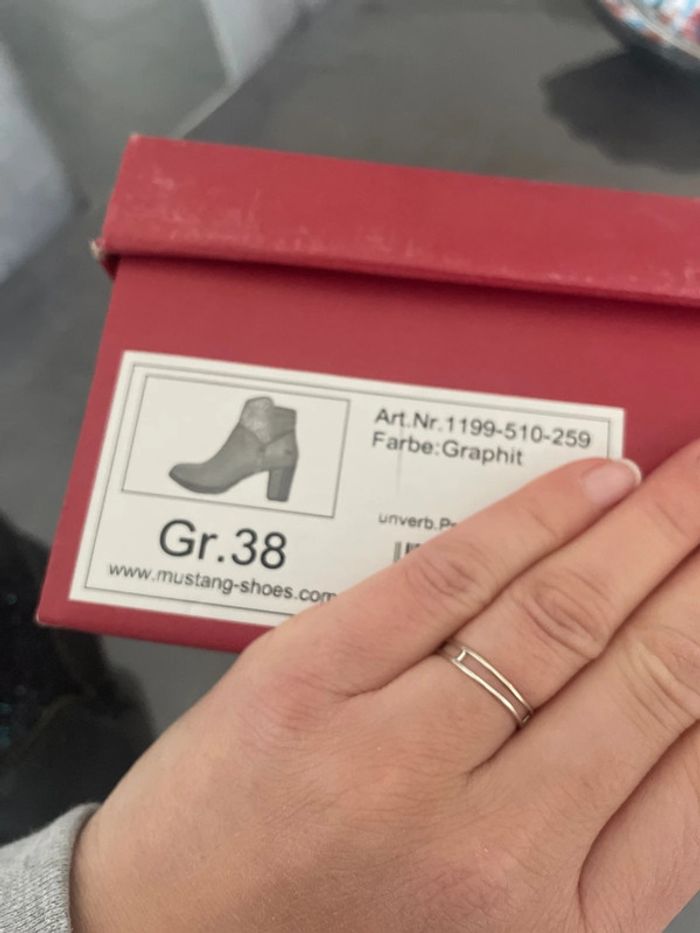 Art.Nr.1199-510-259
Farbe:Graphit
unverb.
Gr.38
www.mustang-shoes.com